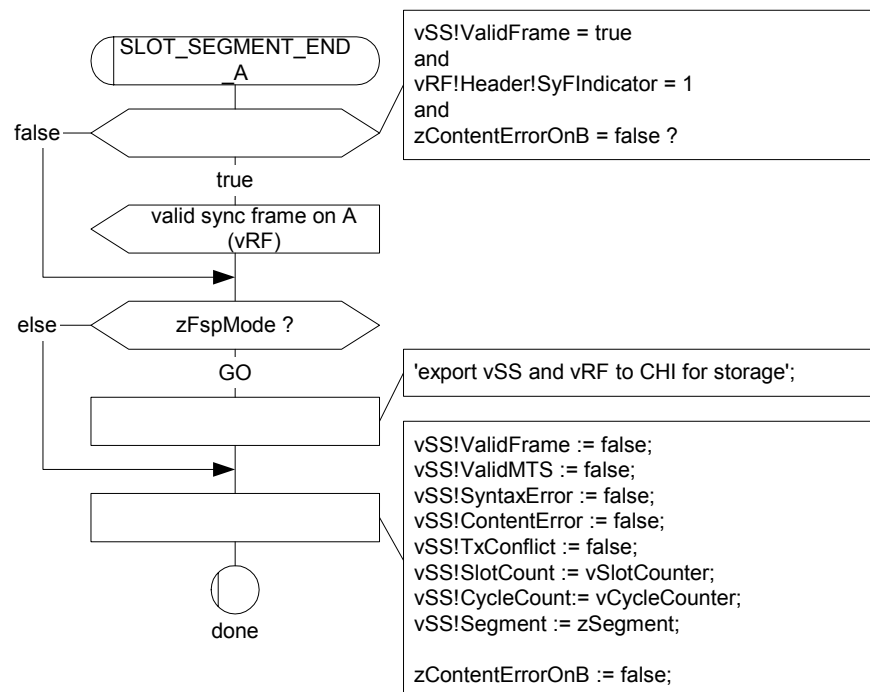 SLOT_SEGMENT_END
_A
vSS!ValidFrame = true
and
vRF!Header!SyFIndicator = 1
and
zContentErrorOnB = false ?
false
true
valid sync frame on A
(vRF)
else
zFspMode ?
GO
'export vSS and vRF to CHI for storage';
vSS!ValidFrame := false;
vSS!ValidMTS := false;
vSS!SyntaxError := false;
vSS!ContentError := false;
vSS!TxConflict := false;
vSS!SlotCount := vSlotCounter;
vSS!CycleCount:= vCycleCounter;
vSS!Segment := zSegment;
zContentErrorOnB := false;
done